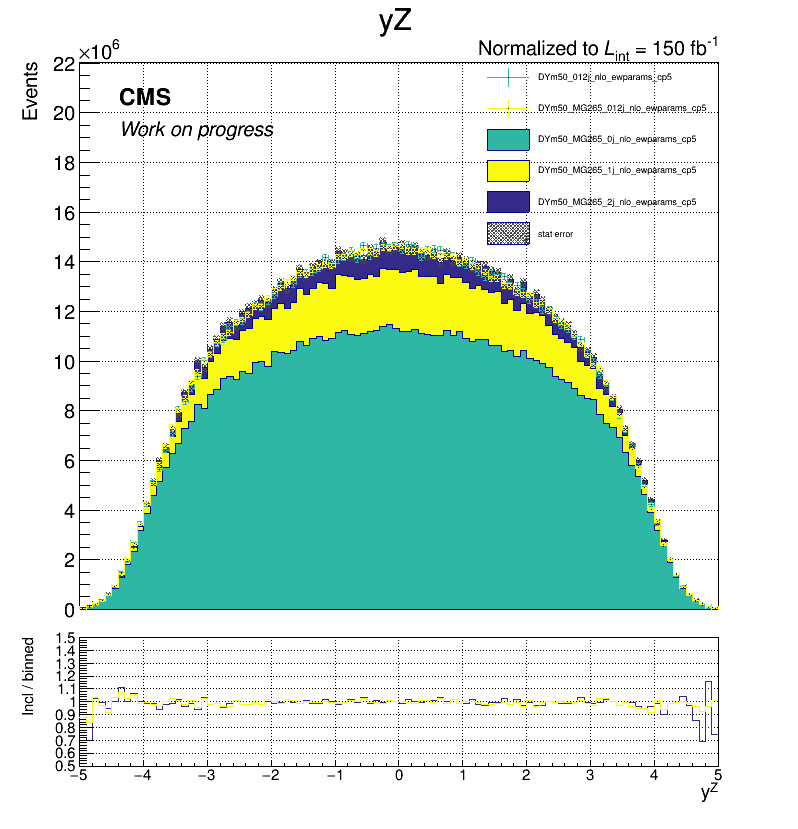 yZ
×10⁶
Normalized to Lint = 150 fb⁻¹
Events
22
20
18
16
14
12
10
8
6
4
2
0
CMS
Work on progress
DYm50_012j_nlo_ewparams_cp5
DYm50_MG265_012j_nlo_ewparams_cp5
DYm50_MG265_0j_nlo_ewparams_cp5
DYm50_MG265_1j_nlo_ewparams_cp5
DYm50_MG265_2j_nlo_ewparams_cp5
stat error
Incl / binned
1.5
1.4
1.3
1.2
1.1
1
0.9
0.8
0.7
0.6
0.5
−5 −4 −3 −2 −1 0 1 2 3 4 5
yZ